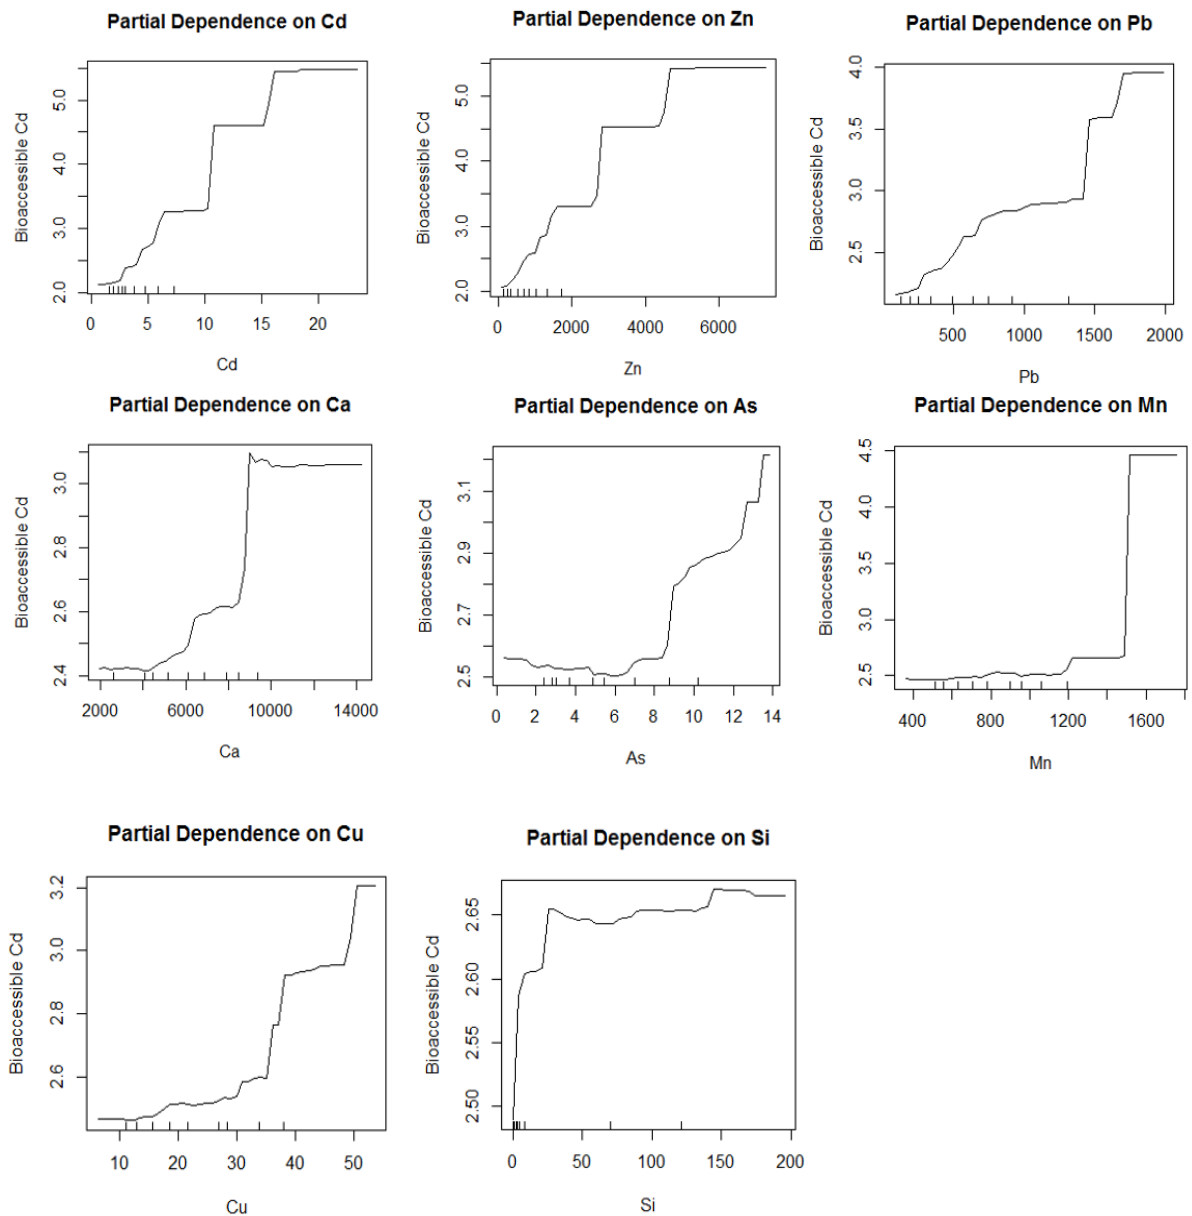 Partial Dependence on Cd
Bioaccessible Cd
2.0 3.0 4.0 5.0
0 5 10 15 20
Cd
Partial Dependence on Zn
Bioaccessible Cd
2.0 3.0 4.0 5.0
0 2000 4000 6000
Zn
Partial Dependence on Pb
Bioaccessible Cd
2.5 3.0 3.5 4.0
500 1000 1500 2000
Pb
Partial Dependence on Ca
Bioaccessible Cd
2.4 2.6 2.8 3.0
2000 6000 10000 14000
Ca
Partial Dependence on As
Bioaccessible Cd
2.5 2.7 2.9 3.1
0 2 4 6 8 10 12 14
As
Partial Dependence on Mn
Bioaccessible Cd
2.5 3.0 3.5 4.0 4.5
400 800 1200 1600
Mn
Partial Dependence on Cu
Bioaccessible Cd
2.6 2.8 3.0 3.2
10 20 30 40 50
Cu
Partial Dependence on Si
Bioaccessible Cd
2.50 2.55 2.60 2.65
0 50 100 150 200
Si